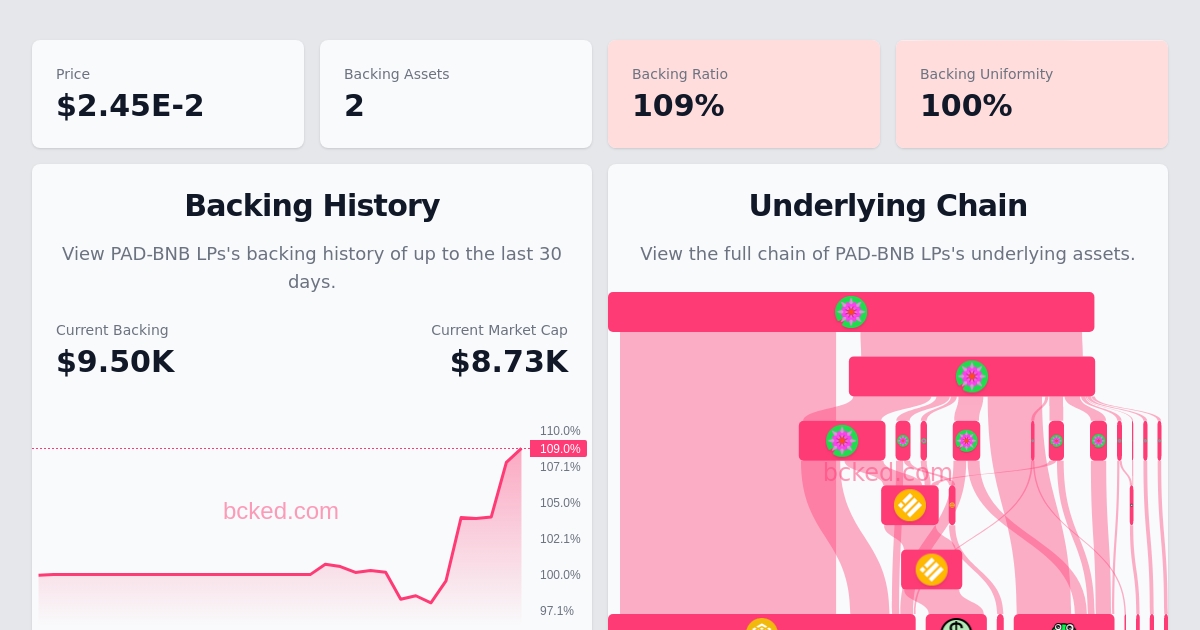 Price
$2.45E-2
Backing Assets
2
Backing Ratio
109%
Backing Uniformity
100%
Backing History
View PAD-BNB LPs's backing history of up to the last 30
days.
Current Backing
$9.50K
Current Market Cap
$8.73K
110.0%
109.0%
107.1%
105.0%
102.1%
100.0%
97.1%
bcked.com
Underlying Chain
View the full chain of PAD-BNB LPs's underlying assets.
bcked.com